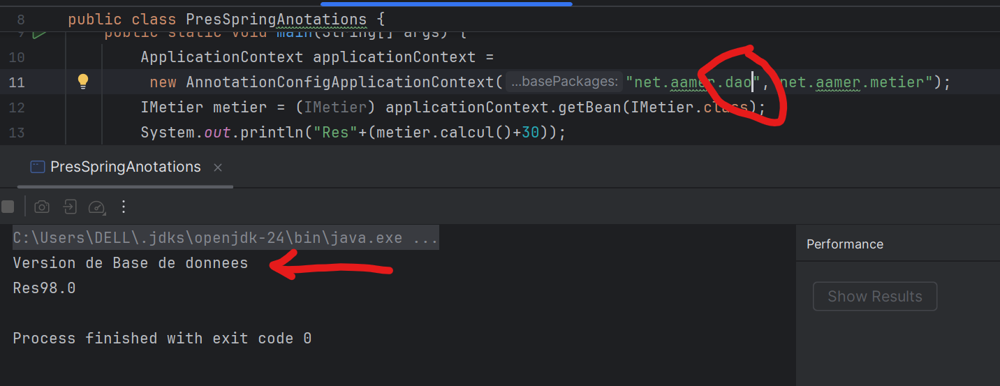 8 public class PresSpringAnotations {
9 public static void main(String[] args) {
10 ApplicationContext applicationContext =
11 new AnnotationConfigApplicationContext( ...basePackages: "net.aamer.dao", "net.aamer.metier");
12 IMetier metier = (IMetier) applicationContext.getBean(IMetier.class);
13 System.out.println("Res"+(metier.calcul()+30));
PresSpringAnotations
C:\Users\DELL\.jdks\openjdk-24\bin\java.exe ...
Version de Base de donnees
Res98.0
Process finished with exit code 0
Performance
Show Results